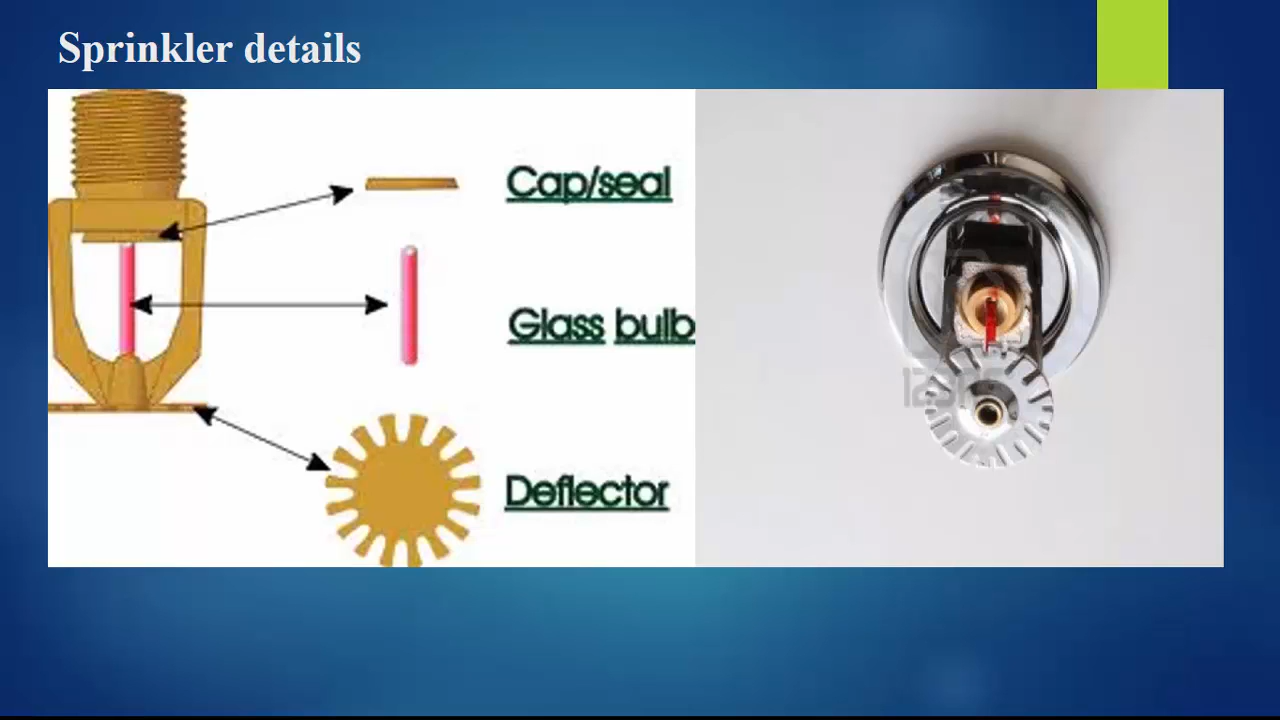 Sprinkler details
Cap/seal
Glass bulb
Deflector